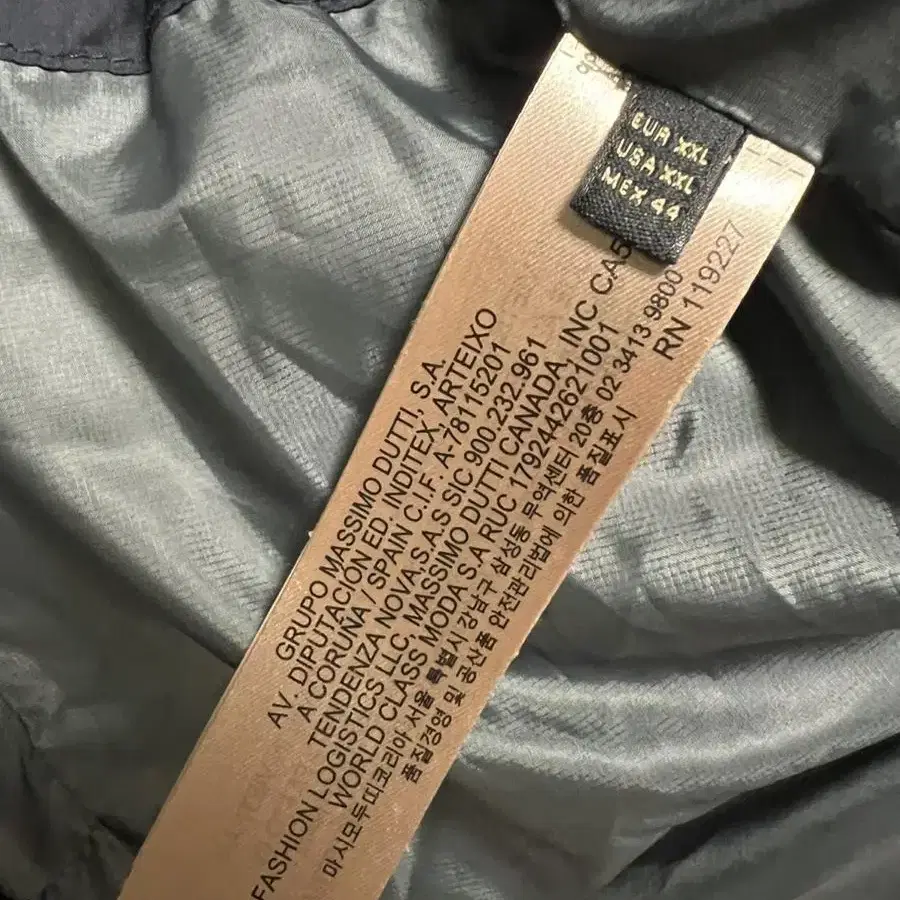 EUR XXL
USA XXL
MEX 44
GRUPO MASSIMO DUTTI, S.A.
AV. DIPUTACION ED. INDITEX, ARTEIXO
A CORUÑA / SPAIN C.I.F. A-78115201
TENDENZA NOVA S.A.S SIC 900.232.961
FASHION LOGISTICS LLC, MASSIMO DUTTI CANADA, INC CA5
WORLD CLASS MODA S.A RUC 1792442621001
마시모두띠코리아 서울 특별시 강남구 삼성동 무역센터 20층 02 3413 9800
품질경영 및 공산품 안전관리법에 의한 품질표시
RN 119227